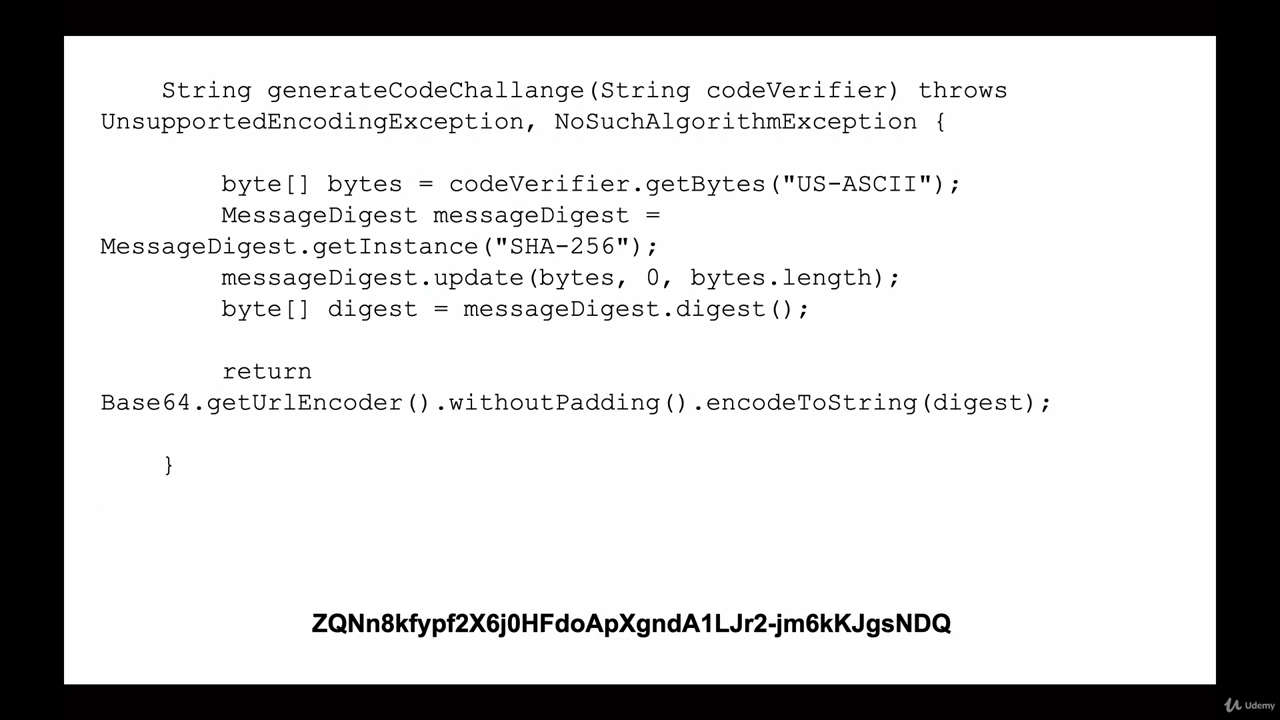 String generateCodeChallange(String codeVerifier) throws
UnsupportedEncodingException, NoSuchAlgorithmException {
byte[] bytes = codeVerifier.getBytes("US-ASCII");
MessageDigest messageDigest =
MessageDigest.getInstance("SHA-256");
messageDigest.update(bytes, 0, bytes.length);
byte[] digest = messageDigest.digest();
return
Base64.getUrlEncoder().withoutPadding().encodeToString(digest);
}
ZQNn8kfypf2X6j0HFdoApXgndA1LJr2-jm6kKJgsNDQ
Udemy